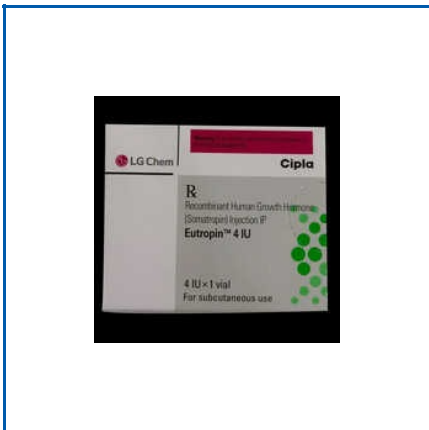 LG Chem
Cipla
Rx
Recombinant Human Growth Hormone
(Somatropin) Injection IP
Eutropin™ 4 IU
4 IU × 1 vial
For subcutaneous use